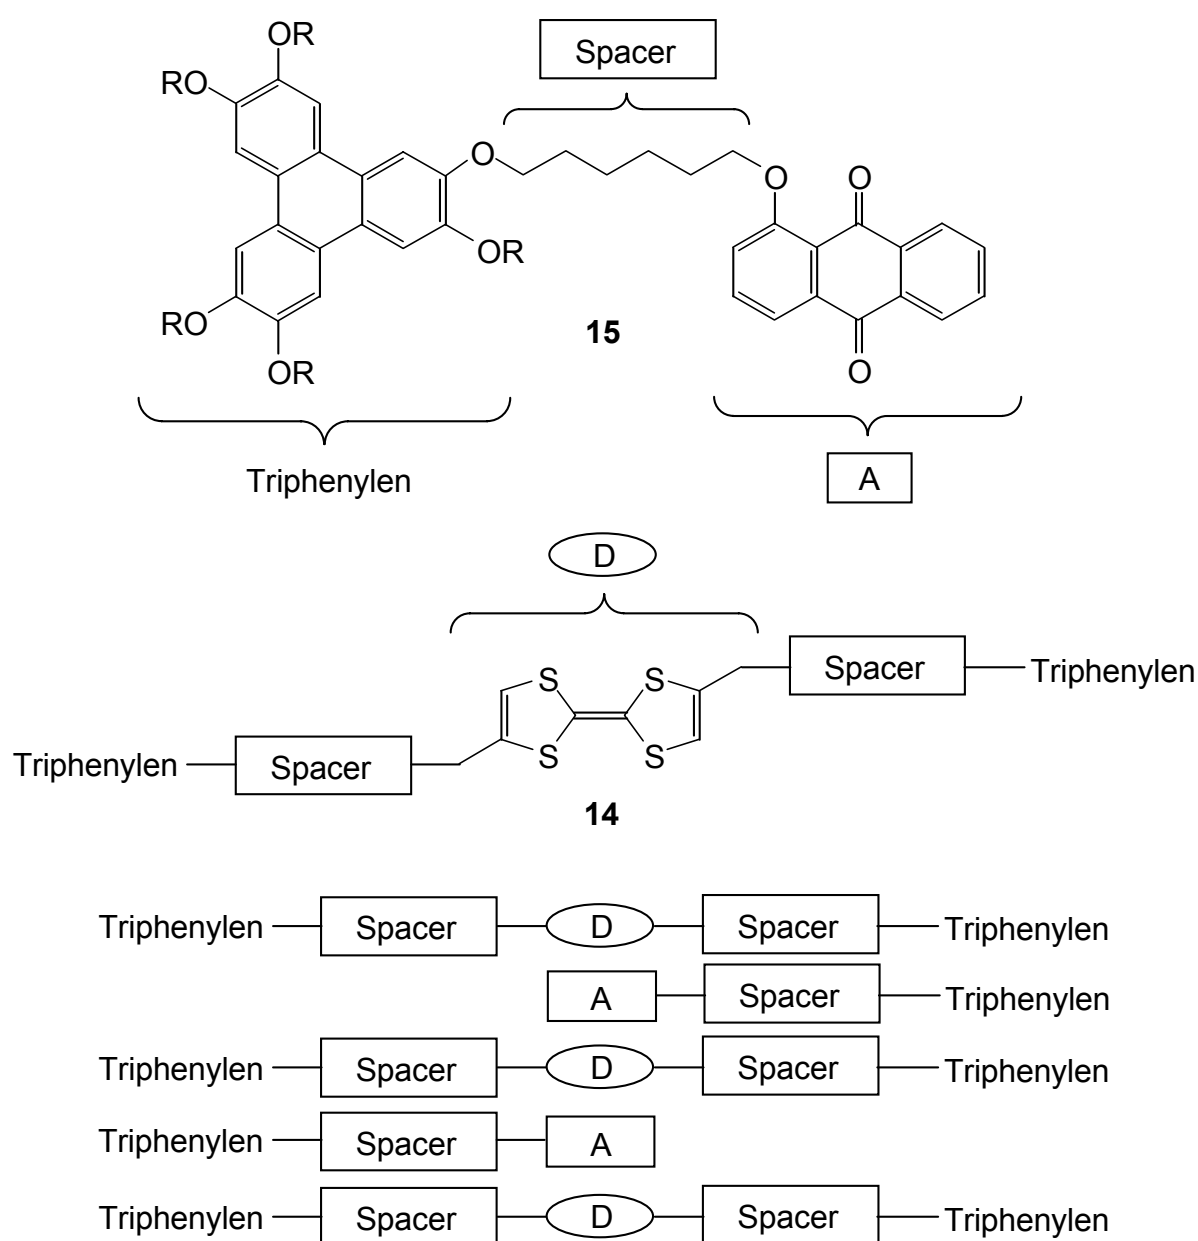 OR
RO
Spacer
O
O
O
OR
RO
15
OR
O
Triphenylen
A
D
S
S
Spacer
Triphenylen
Triphenylen
Spacer
S
S
14
Triphenylen Spacer D Spacer Triphenylen
A Spacer Triphenylen
Triphenylen Spacer D Spacer Triphenylen
Triphenylen Spacer A
Triphenylen Spacer D Spacer Triphenylen